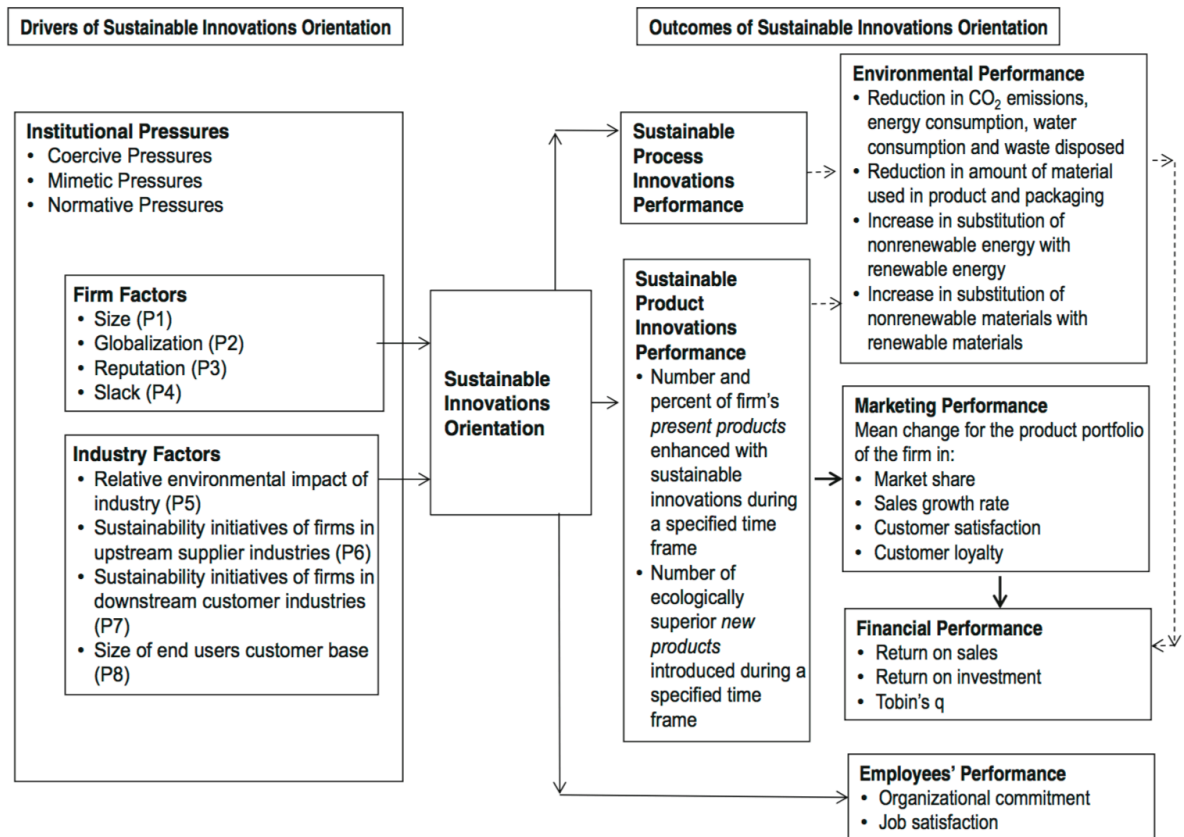 Drivers of Sustainable Innovations Orientation
Outcomes of Sustainable Innovations Orientation
Institutional Pressures
• Coercive Pressures
• Mimetic Pressures
• Normative Pressures
Firm Factors
• Size (P1)
• Globalization (P2)
• Reputation (P3)
• Slack (P4)
Industry Factors
• Relative environmental impact of
industry (P5)
• Sustainability initiatives of firms in
upstream supplier industries (P6)
• Sustainability initiatives of firms in
downstream customer industries
(P7)
• Size of end users customer base
(P8)
Sustainable
Innovations
Orientation
Sustainable
Process
Innovations
Performance
Sustainable
Product
Innovations
Performance
• Number and
percent of firm's
present products
enhanced with
sustainable
innovations during
a specified time
frame
• Number of
ecologically
superior new
products
introduced during a
specified time
frame
Environmental Performance
• Reduction in CO₂ emissions,
energy consumption, water
consumption and waste disposed
• Reduction in amount of material
used in product and packaging
• Increase in substitution of
nonrenewable energy with
renewable energy
• Increase in substitution of
nonrenewable materials with
renewable materials
Marketing Performance
Mean change for the product portfolio
of the firm in:
• Market share
• Sales growth rate
• Customer satisfaction
• Customer loyalty
Financial Performance
• Return on sales
• Return on investment
• Tobin's q
Employees' Performance
• Organizational commitment
• Job satisfaction